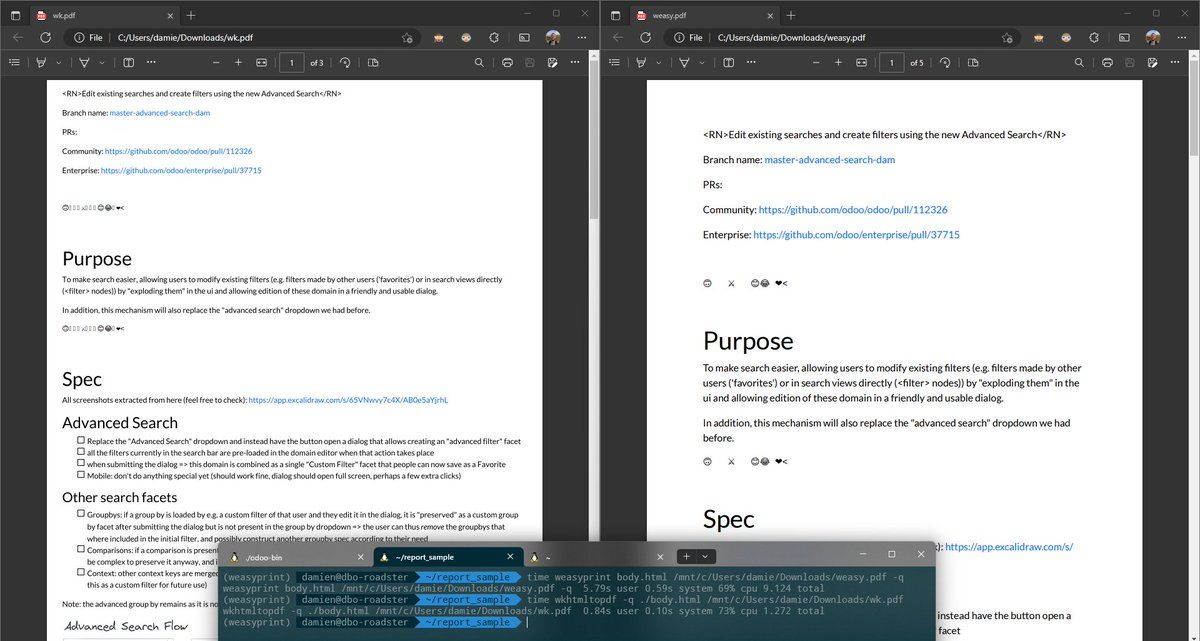 wk.pdf
File
C:/Users/damie/Downloads/wk.pdf
1
of 3
<RN>Edit existing searches and create filters using the new Advanced Search</RN>
Branch name: master-advanced-search-dam
PRs:
Community: https://github.com/odoo/odoo/pull/112326
Enterprise: https://github.com/odoo/enterprise/pull/37715
Purpose
To make search easier, allowing users to modify existing filters (e.g. filters made by other users ('favorites') or in search views directly
(<filter> nodes)) by "exploding them" in the ui and allowing edition of these domain in a friendly and usable dialog.
In addition, this mechanism will also replace the "advanced search" dropdown we had before.
Spec
All screenshots extracted from here (feel free to check): https://app.excalidraw.com/s/65VNwvy7c4X/AB0e5aYjrhL
Advanced Search
Replace the "Advanced Search" dropdown and instead have the button open a dialog that allows creating an "advanced filter" facet
all the filters currently in the search bar are pre-loaded in the domain editor when that action takes place
when submitting the dialog => this domain is combined as a single "Custom Filter" facet that people can now save as a Favorite
Mobile: don't do anything special yet (should work fine, dialog should open full screen, perhaps a few extra clicks)
Other search facets
Groupbys: if a group by is loaded by e.g. a custom filter of that user and they edit it in the dialog, it is "preserved" as a custom group
by facet after submitting the dialog but is not present in the group by dropdown => the user can thus remove the groupbys that
where included in the initial filter, and possibly construct another groupby spec according to their need
Comparisons: if a comparison is present
be complex to preserve it anyway, and i
Context: other context keys are merged
this as a custom filter for future use)
Note: the advanced group by remains as it is no
Advanced Search Flow
weasy.pdf
File
C:/Users/damie/Downloads/weasy.pdf
1
of 5
<RN>Edit existing searches and create filters using the new Advanced Search</RN>
Branch name: master-advanced-search-dam
PRs:
Community: https://github.com/odoo/odoo/pull/112326
Enterprise: https://github.com/odoo/enterprise/pull/37715
Purpose
To make search easier, allowing users to modify existing filters (e.g. filters made by other
users ('favorites') or in search views directly (<filter> nodes)) by "exploding them" in the
ui and allowing edition of these domain in a friendly and usable dialog.
In addition, this mechanism will also replace the "advanced search" dropdown we had
before.
Spec
): https://app.excalidraw.com/s/
instead have the button open a
facet
./odoo-bin
~/report_sample
~
(weasyprint) damien@dbo-roadster ~/report_sample time weasyprint body.html /mnt/c/Users/damie/Downloads/weasy.pdf -q
weasyprint body.html /mnt/c/Users/damie/Downloads/weasy.pdf -q 5.79s user 0.59s system 69% cpu 9.124 total
(weasyprint) damien@dbo-roadster ~/report_sample time wkhtmltopdf -q ./body.html /mnt/c/Users/damie/Downloads/wk.pdf
wkhtmltopdf -q ./body.html /mnt/c/Users/damie/Downloads/wk.pdf 0.84s user 0.10s system 73% cpu 1.272 total
(weasyprint) damien@dbo-roadster ~/report_sample